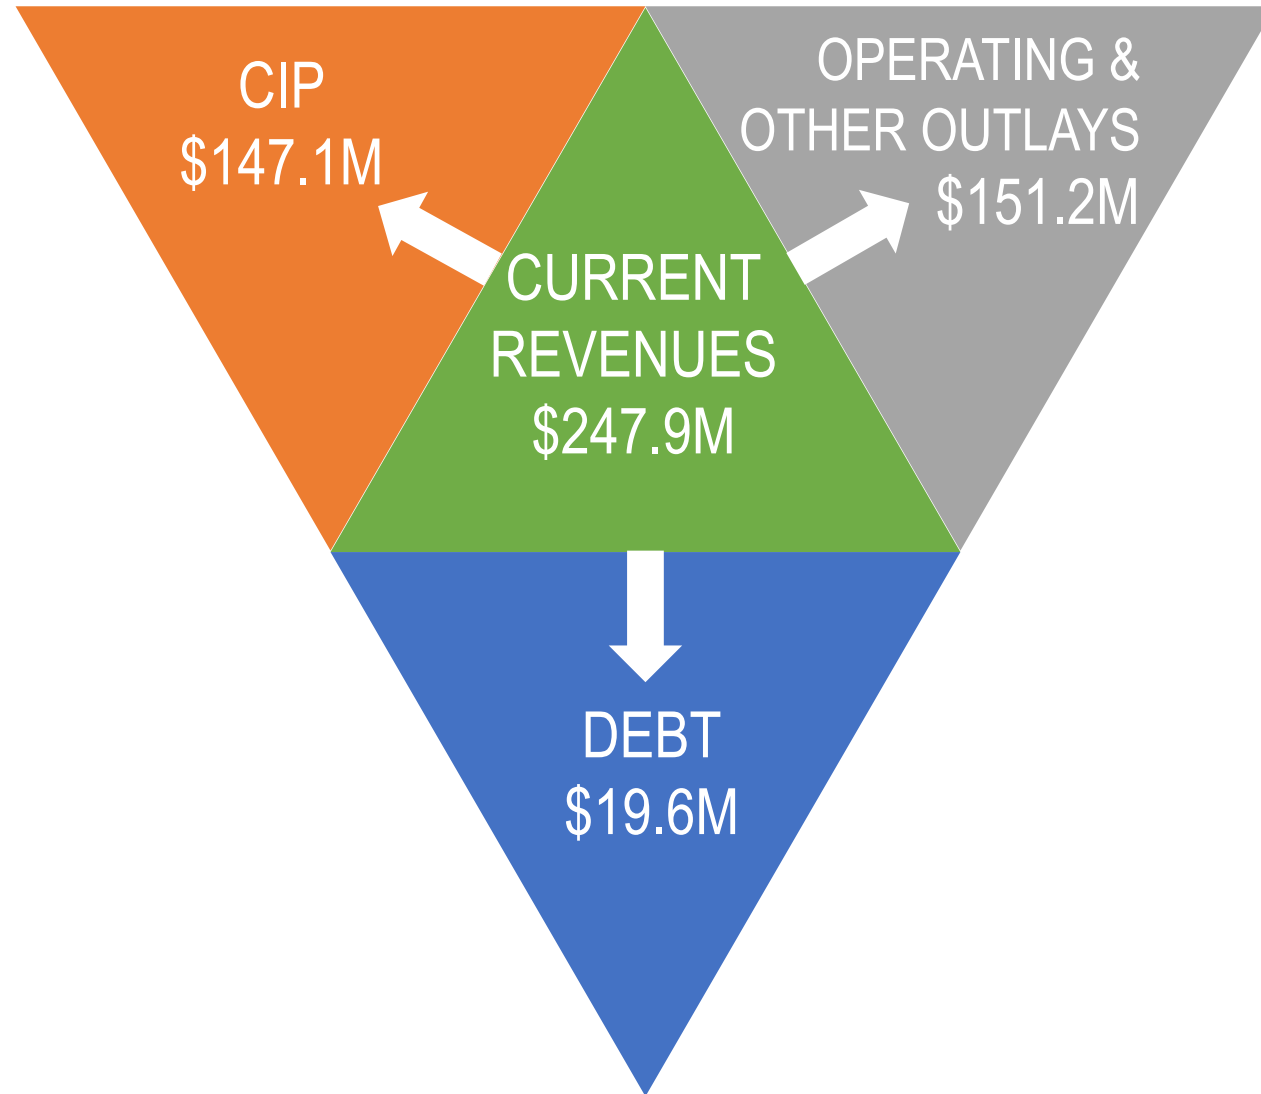 CIP
$147.1M
OPERATING &
OTHER OUTLAYS
$151.2M
CURRENT
REVENUES
$247.9M
DEBT
$19.6M